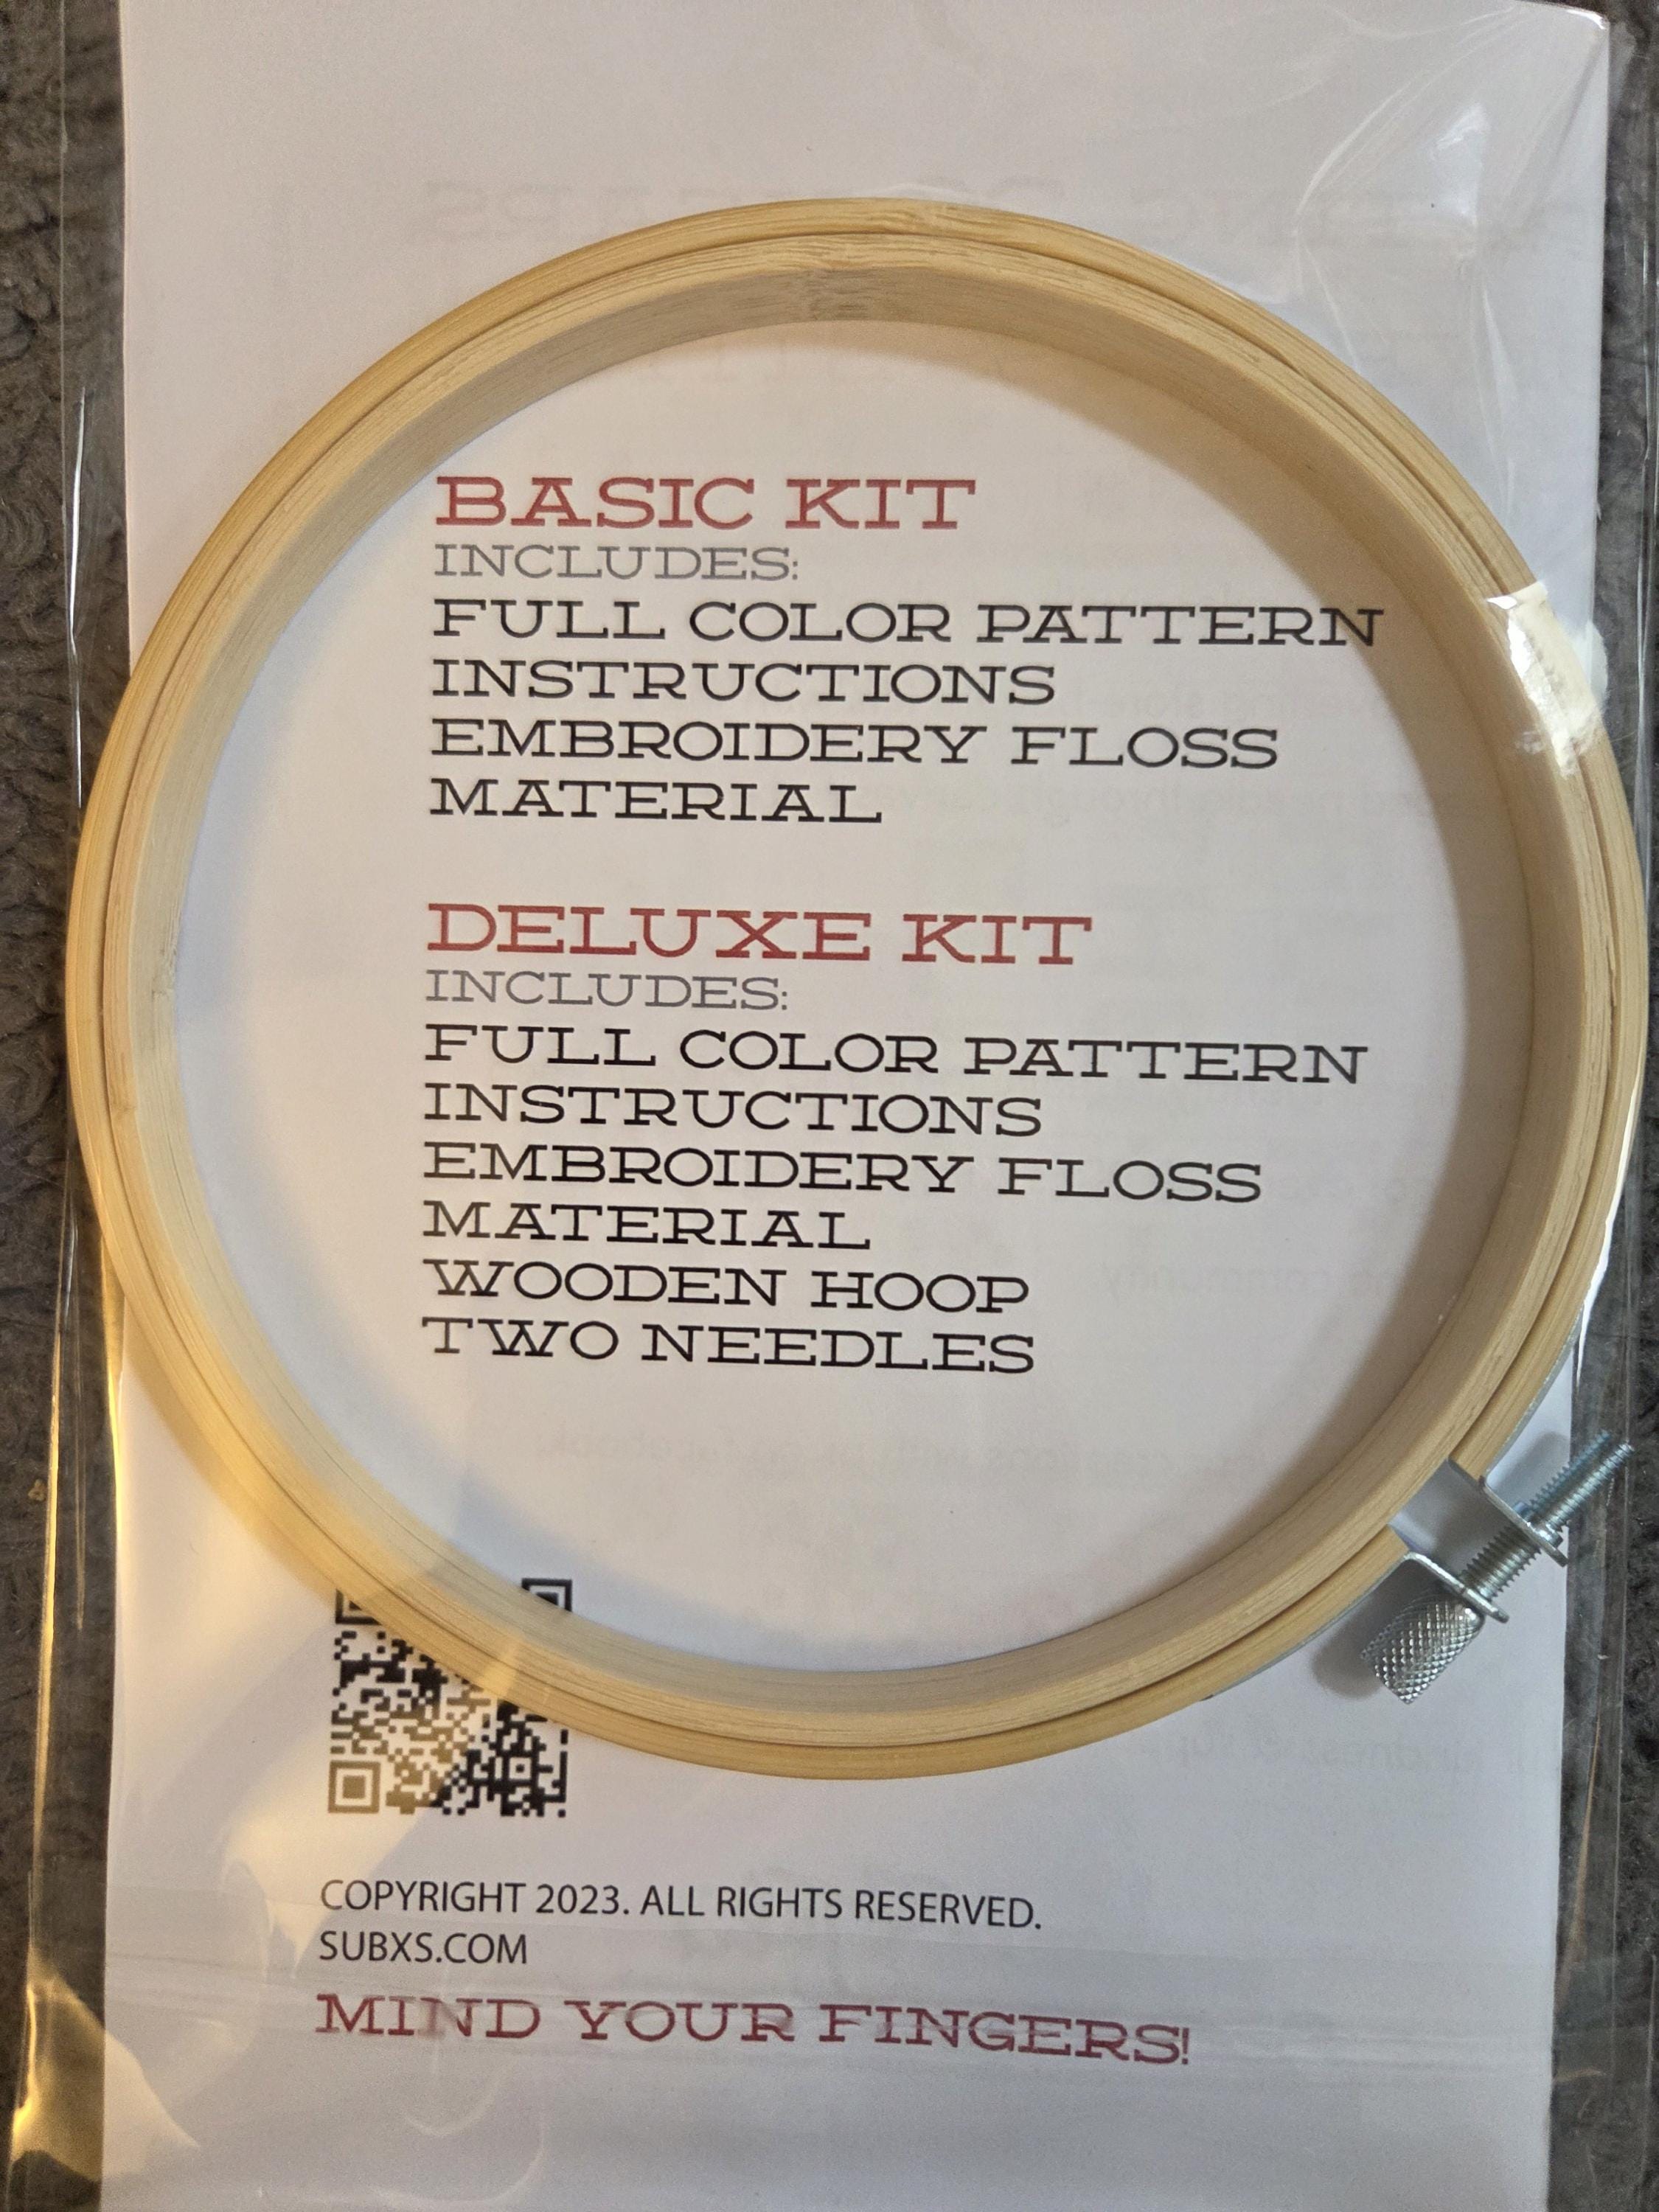 BASIC KIT
INCLUDES:
FULL COLOR PATTERN
INSTRUCTIONS
EMBROIDERY FLOSS
MATERIAL
DELUXE KIT
INCLUDES:
FULL COLOR PATTERN
INSTRUCTIONS
EMBROIDERY FLOSS
MATERIAL
WOODEN HOOP
TWO NEEDLES
COPYRIGHT 2023. ALL RIGHTS RESERVED.
SUBXS.COM
MIND YOUR FINGERS!